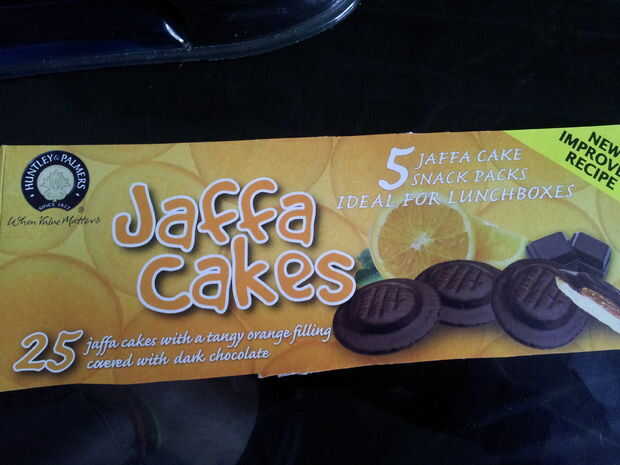 HUNTLEY & PALMERS
SINCE 1822
When Value Matters
Jaffa
Cakes
25 jaffa cakes with a tangy orange filling
covered with dark chocolate
5 JAFFA CAKE
SNACK PACKS
IDEAL FOR LUNCHBOXES
NEW
IMPROVE
RECIPE